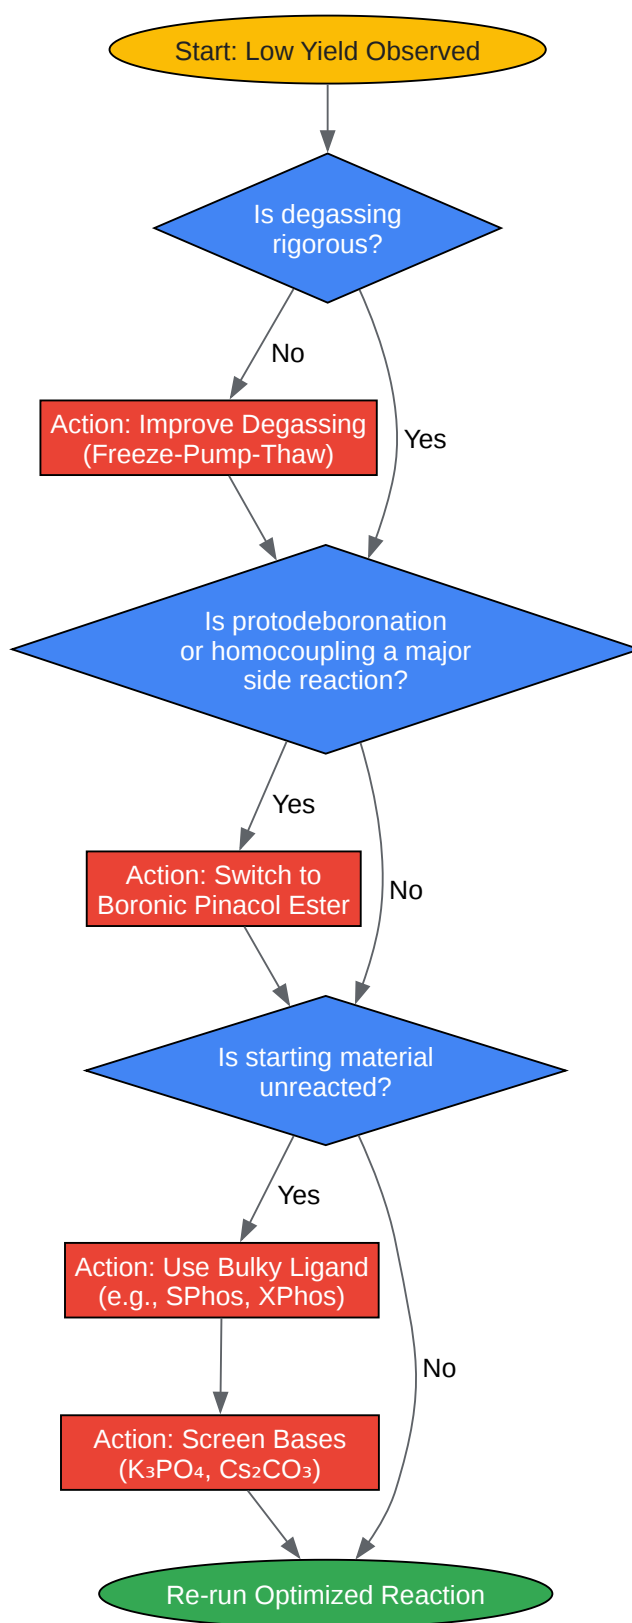 Start: Low Yield Observed
Is degassing
rigorous?
No
Action: Improve Degassing
(Freeze-Pump-Thaw)
Yes
Is protodeboronation
or homocoupling a major
side reaction?
Yes
Action: Switch to
Boronic Pinacol Ester
No
Is starting material
unreacted?
Yes
Action: Use Bulky Ligand
(e.g., SPhos, XPhos)
No
Action: Screen Bases
(K₃PO₄, Cs₂CO₃)
Re-run Optimized Reaction